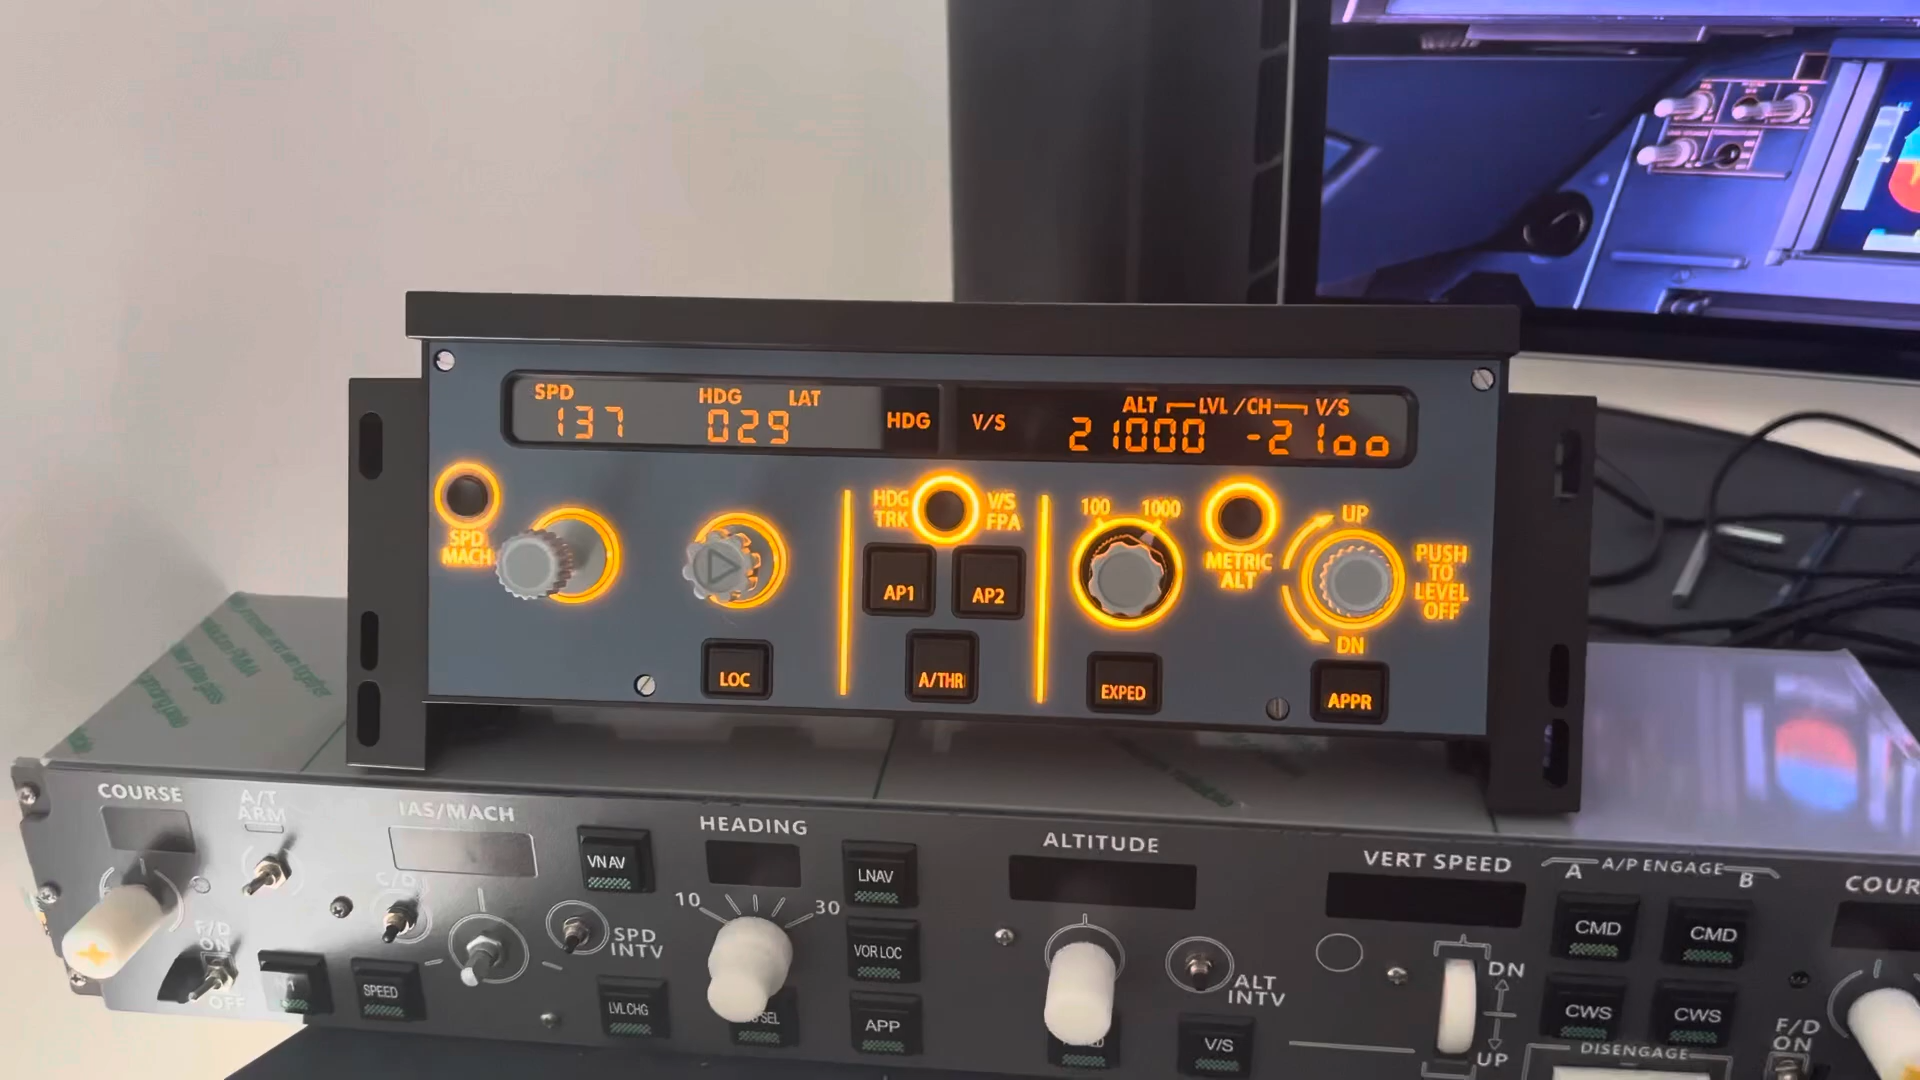 SPD HDG LAT
137 029 HDG
V/S
ALT LVL /CH V/S
21000 -21oo
SPD
MACH
HDG
TRK
V/S
FPA
AP1 AP2
100 1000
METRIC
ALT
UP
DN
PUSH
TO
LEVEL
OFF
LOC
A/THR
EXPED
APPR
COURSE
A/T
ARM
IAS/MACH
HEADING
ALTITUDE
VERT SPEED
A/P ENGAGE
A B
COUR
VNAV
LNAV
10 30
C/O
F/D
ON
OFF
N1
SPEED
SPD
INTV
LVL CHG
VOR LOC
SEL
APP
ALT
INTV
V/S
DN
UP
CMD CMD
CWS CWS
DISENGAGE
F/D
ON